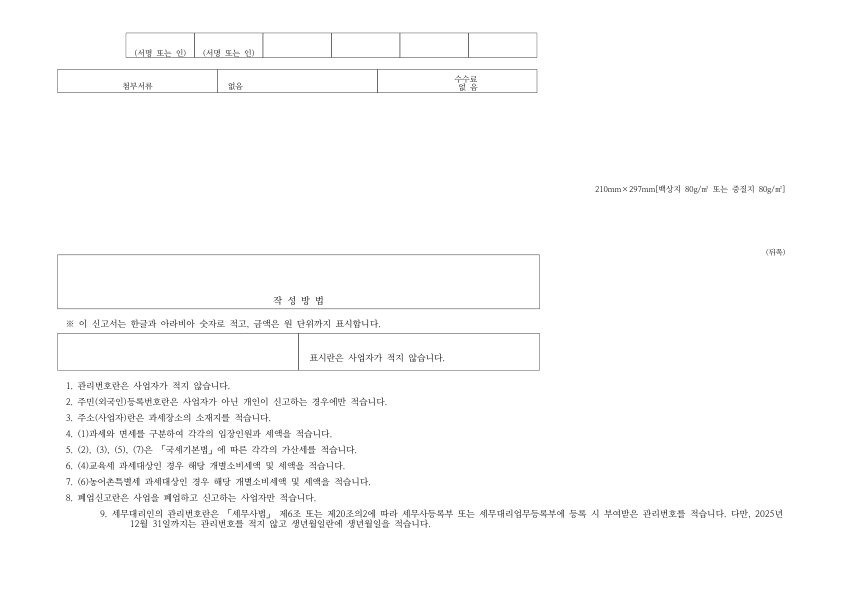 (서명 또는 인) (서명 또는 인)
첨부서류 없음 수수료
없 음
210mm×297mm[백상지 80g/㎡ 또는 중질지 80g/㎡]
(뒤쪽)
작 성 방 법
※ 이 신고서는 한글과 아라비아 숫자로 적고, 금액은 원 단위까지 표시합니다.
표시란은 사업자가 적지 않습니다.
1. 관리번호란은 사업자가 적지 않습니다.
2. 주민(외국인)등록번호란은 사업자가 아닌 개인이 신고하는 경우에만 적습니다.
3. 주소(사업자)란은 과세장소의 소재지를 적습니다.
4. (1)과세와 면세를 구분하여 각각의 입장인원과 세액을 적습니다.
5. (2), (3), (5), (7)은 「국세기본법」에 따른 각각의 가산세를 적습니다.
6. (4)교육세 과세대상인 경우 해당 개별소비세액 및 세액을 적습니다.
7. (6)농어촌특별세 과세대상인 경우 해당 개별소비세액 및 세액을 적습니다.
8. 폐업신고란은 사업을 폐업하고 신고하는 사업자만 적습니다.
9. 세무대리인의 관리번호란은 「세무사법」 제6조 또는 제20조의2에 따라 세무사등록부 또는 세무대리업무등록부에 등록 시 부여받은 관리번호를 적습니다. 다만, 2025년
12월 31일까지는 관리번호를 적지 않고 생년월일란에 생년월일을 적습니다.